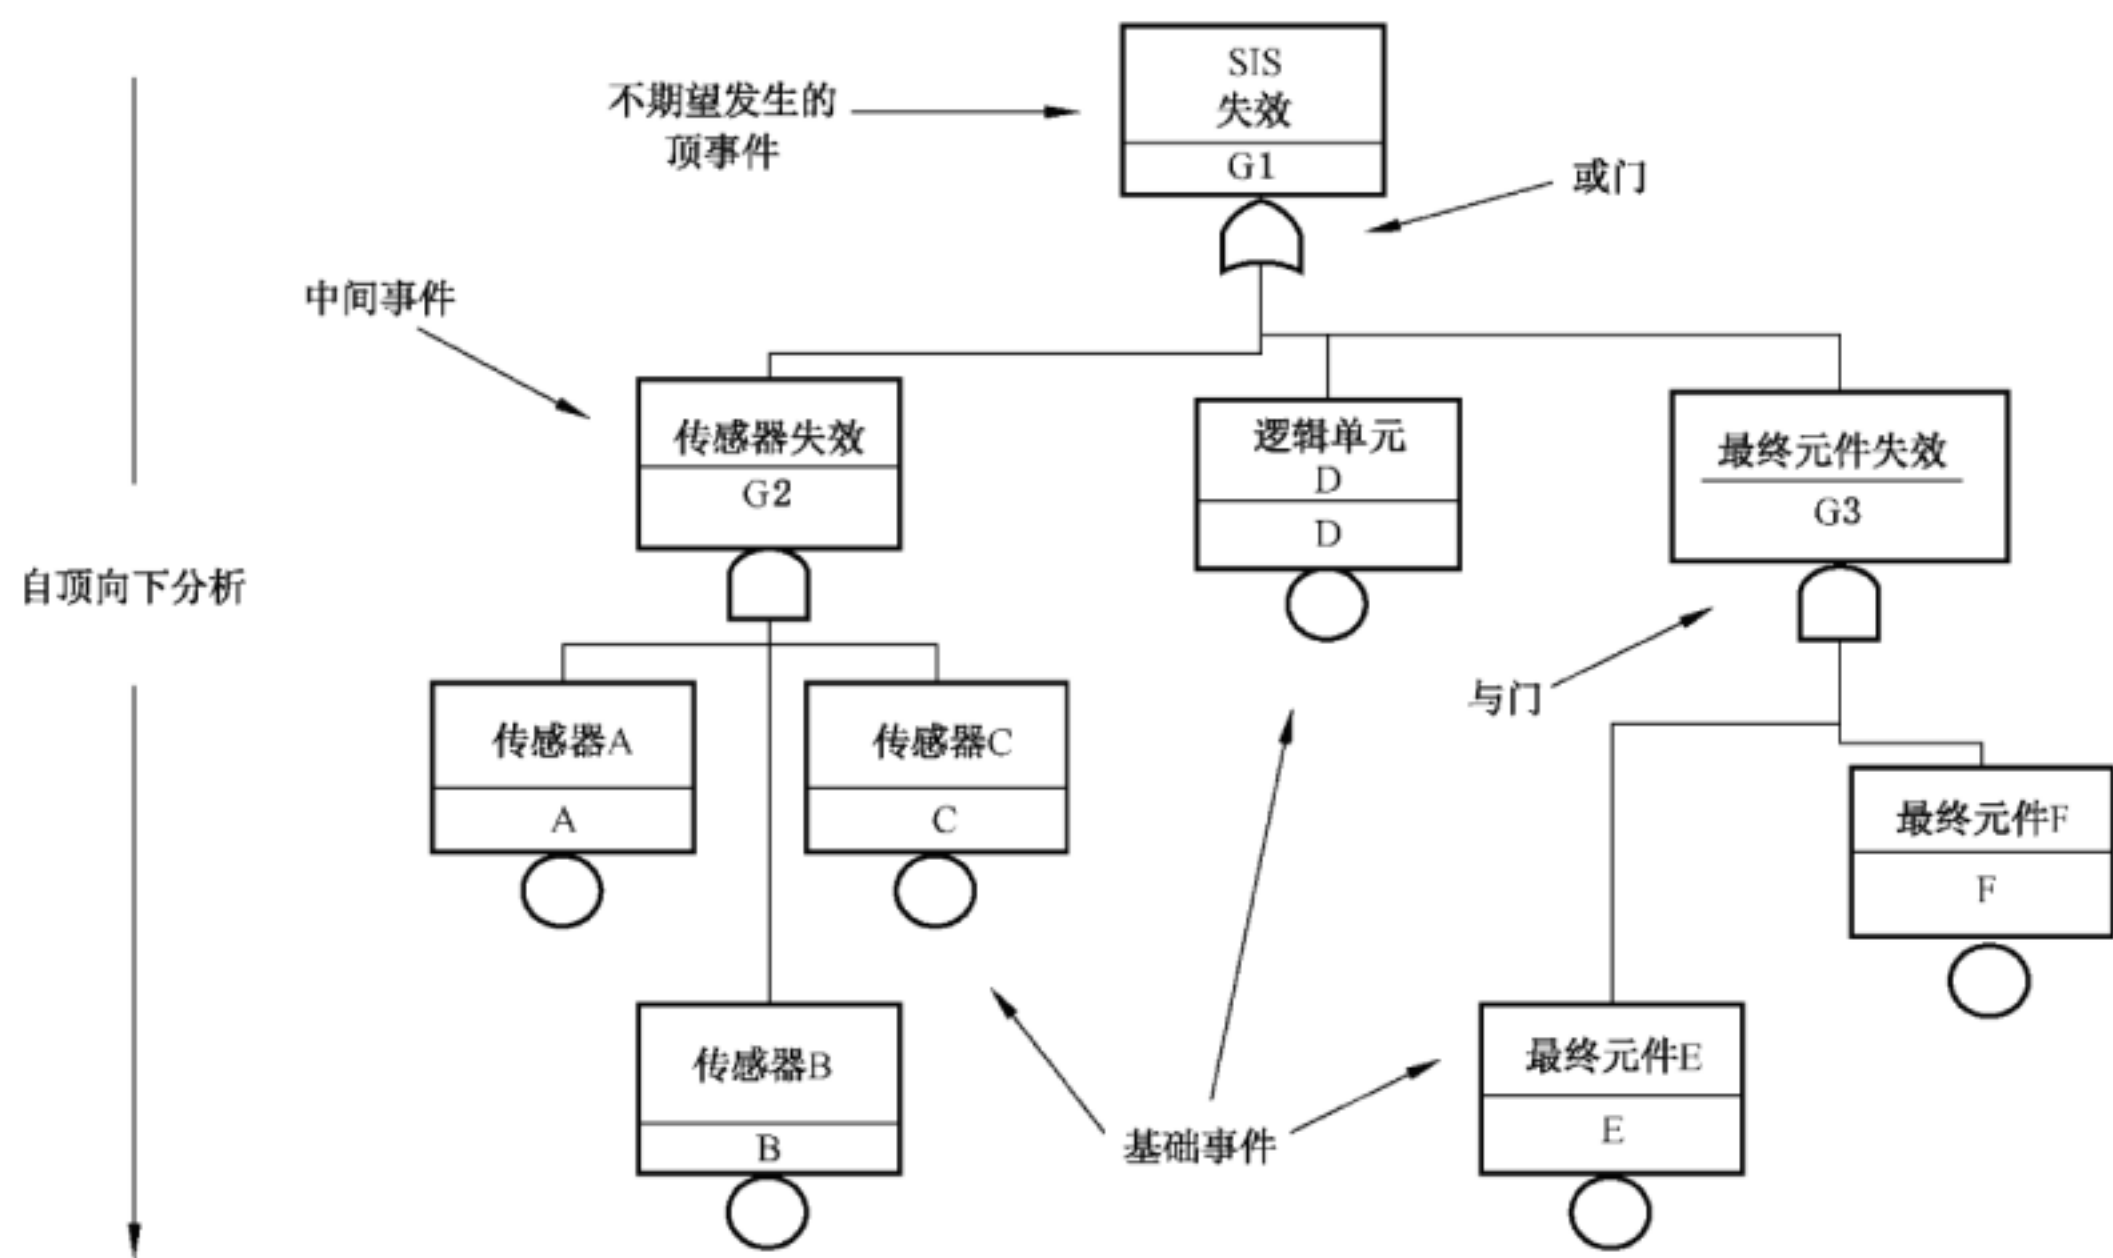 SIS
失效
G1
不期望发生的
顶事件
或门
中间事件
传感器失效
G2
逻辑单元
D
D
最终元件失效
G3
自顶向下分析
与门
传感器A
A
传感器C
C
最终元件F
F
传感器B
B
基础事件
最终元件E
E